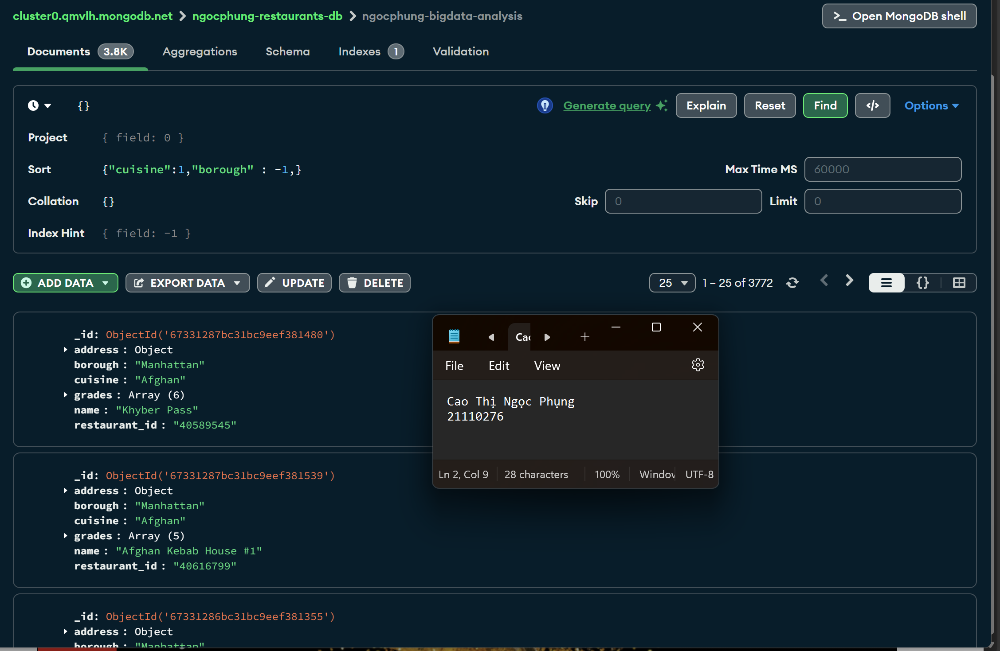 cluster0.qmvlh.mongodb.net > ngocphung-restaurants-db > ngocphung-bigdata-analysis
>_ Open MongoDB shell
Documents 3.8K Aggregations Schema Indexes 1 Validation
{} Generate query Explain Reset Find </> Options
Project { field: 0 }
Sort {"cuisine":1,"borough" : -1,} Max Time MS 60000
Collation {} Skip 0 Limit 0
Index Hint { field: -1 }
ADD DATA EXPORT DATA UPDATE DELETE 25 1 – 25 of 3772 {}
_id: ObjectId('67331287bc31bc9eef381480')
address : Object
borough : "Manhattan"
cuisine : "Afghan"
grades : Array (6)
name : "Khyber Pass"
restaurant_id : "40589545"
Cao
File Edit View
Cao Thị Ngọc Phụng
21110276
Ln 2, Col 9 28 characters 100% Window UTF-8
_id: ObjectId('67331287bc31bc9eef381539')
address : Object
borough : "Manhattan"
cuisine : "Afghan"
grades : Array (5)
name : "Afghan Kebab House #1"
restaurant_id : "40616799"
_id: ObjectId('67331286bc31bc9eef381355')
address : Object
borough : "Manhattan"